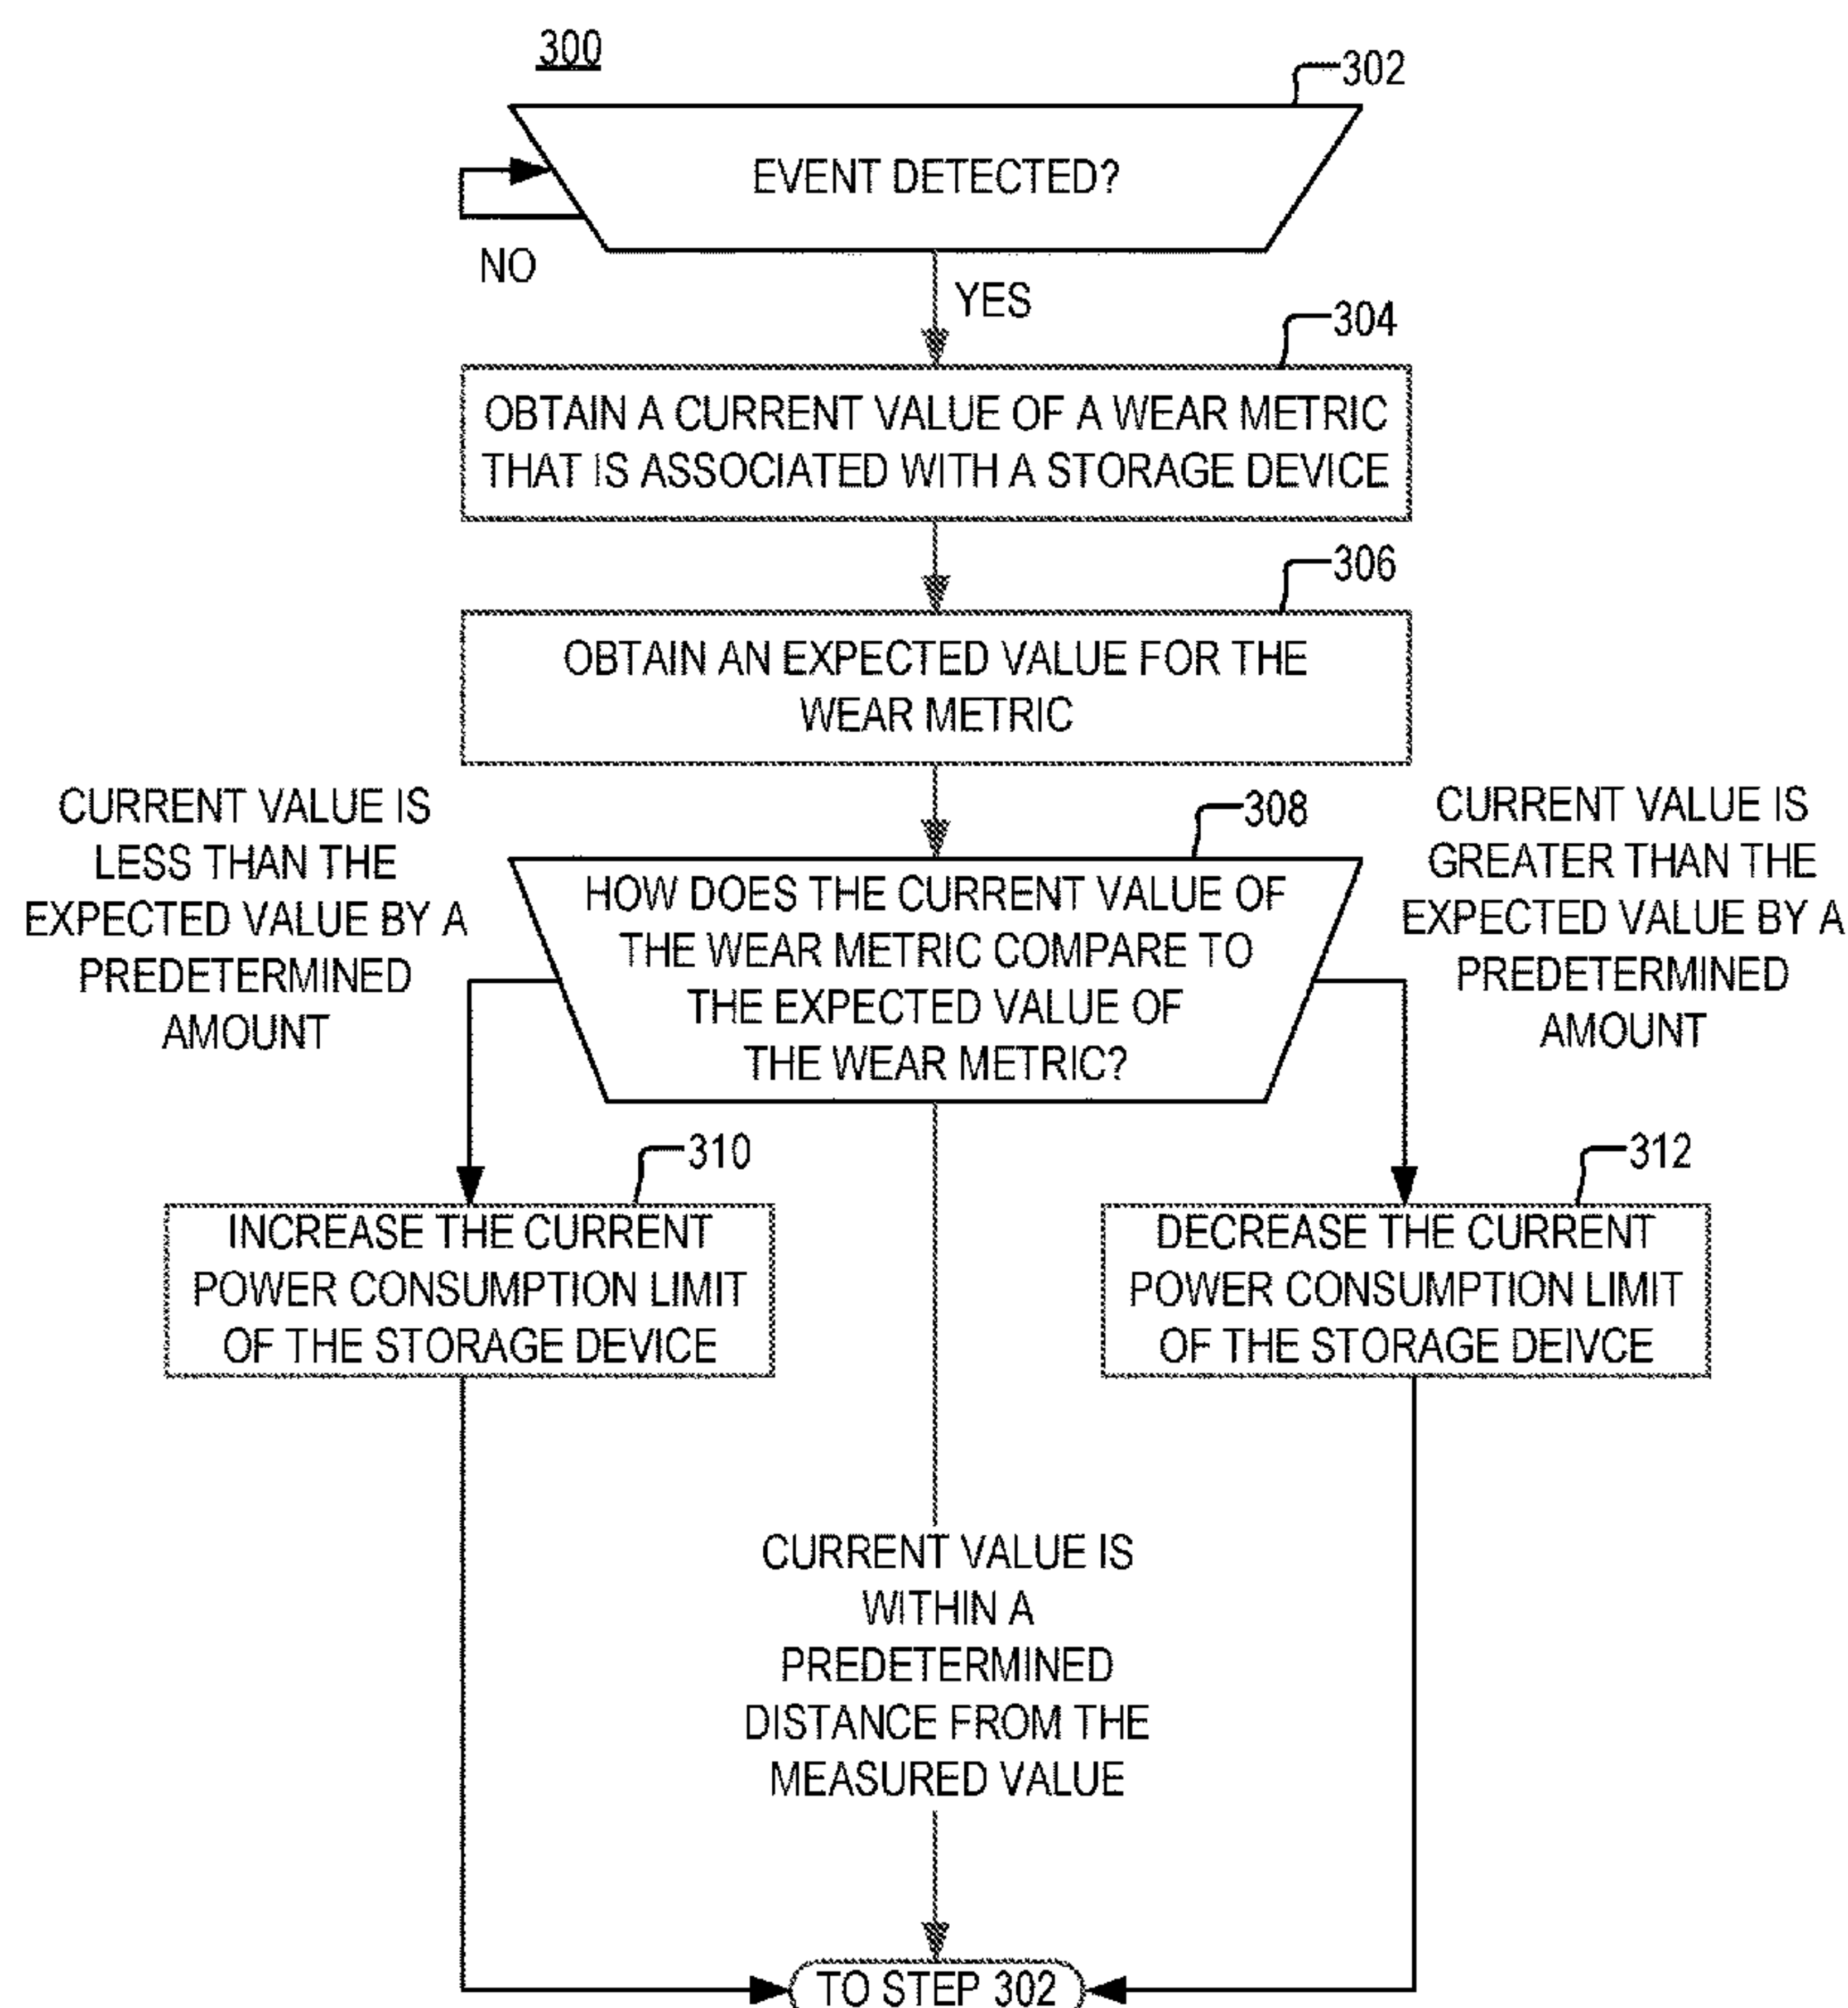 300
302
EVENT DETECTED?
NO
YES
304
OBTAIN A CURRENT VALUE OF A WEAR METRIC
THAT IS ASSOCIATED WITH A STORAGE DEVICE
306
OBTAIN AN EXPECTED VALUE FOR THE
WEAR METRIC
CURRENT VALUE IS
LESS THAN THE
EXPECTED VALUE BY A
PREDETERMINED
AMOUNT
308
HOW DOES THE CURRENT VALUE OF
THE WEAR METRIC COMPARE TO
THE EXPECTED VALUE OF
THE WEAR METRIC?
CURRENT VALUE IS
GREATER THAN THE
EXPECTED VALUE BY A
PREDETERMINED
AMOUNT
310
INCREASE THE CURRENT
POWER CONSUMPTION LIMIT
OF THE STORAGE DEVICE
312
DECREASE THE CURRENT
POWER CONSUMPTION LIMIT
OF THE STORAGE DEIVCE
CURRENT VALUE IS
WITHIN A
PREDETERMINED
DISTANCE FROM THE
MEASURED VALUE
TO STEP 302